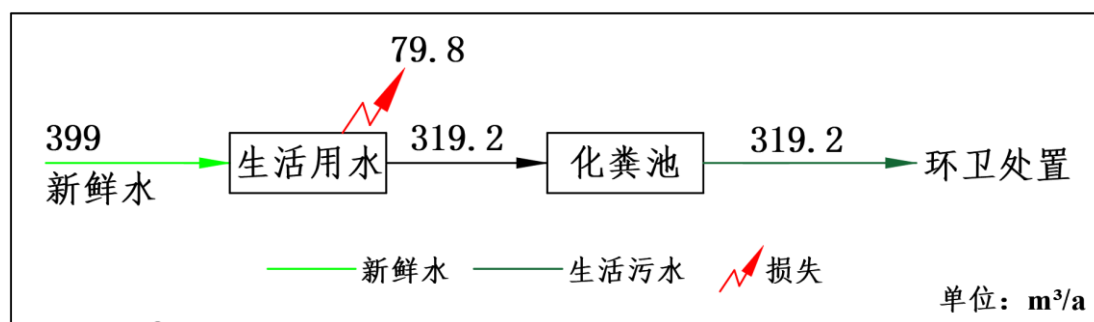 79.8
399
新鲜水
生活用水
319.2
化粪池
319.2
环卫处置
新鲜水
生活污水
损失
单位：m³/a